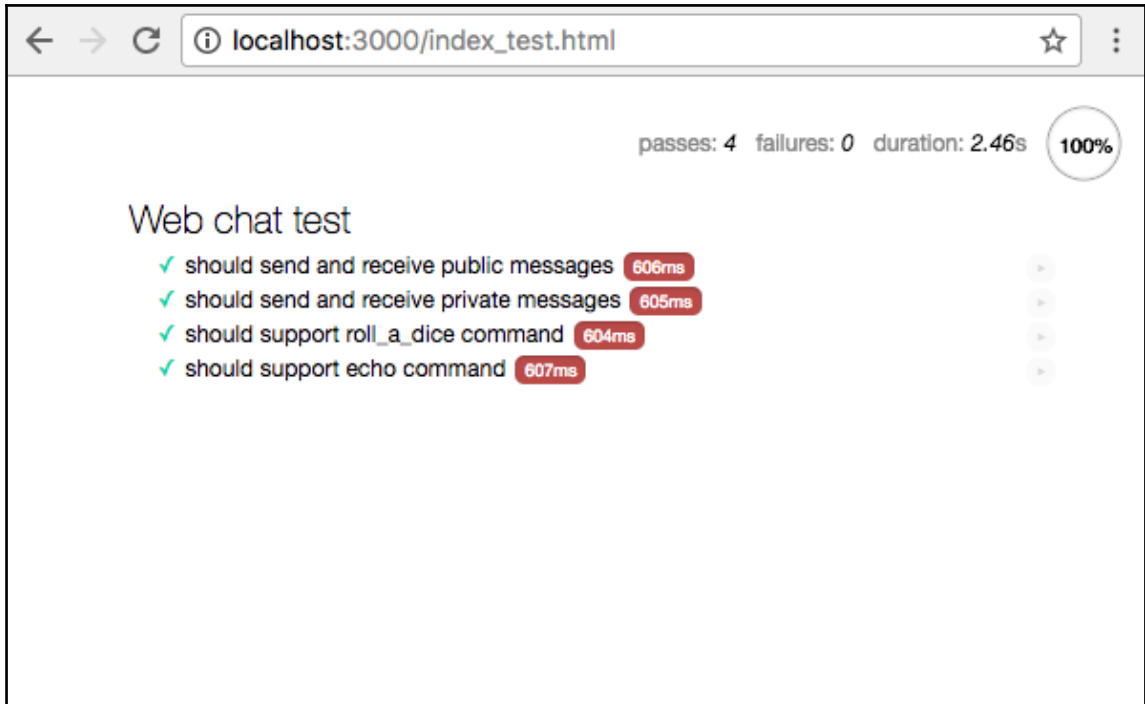 localhost:3000/index_test.html
passes: 4 failures: 0 duration: 2.46s 100%
Web chat test
✓ should send and receive public messages 606ms
✓ should send and receive private messages 605ms
✓ should support roll_a_dice command 604ms
✓ should support echo command 607ms